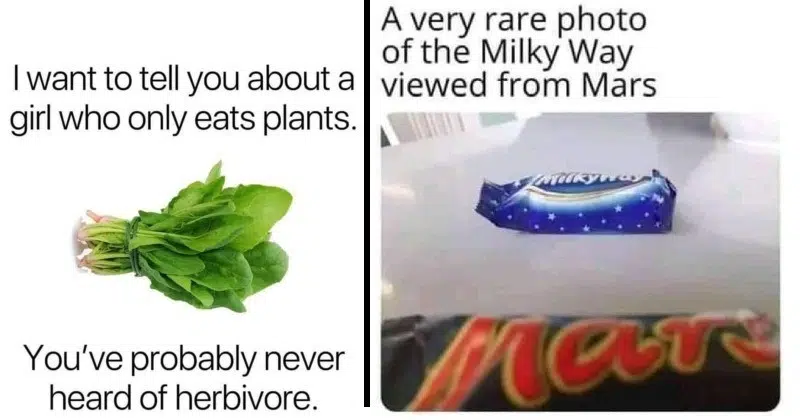 I want to tell you about a
girl who only eats plants.
You've probably never
heard of herbivore.
A very rare photo
of the Milky Way
viewed from Mars
Milkyway
Mars